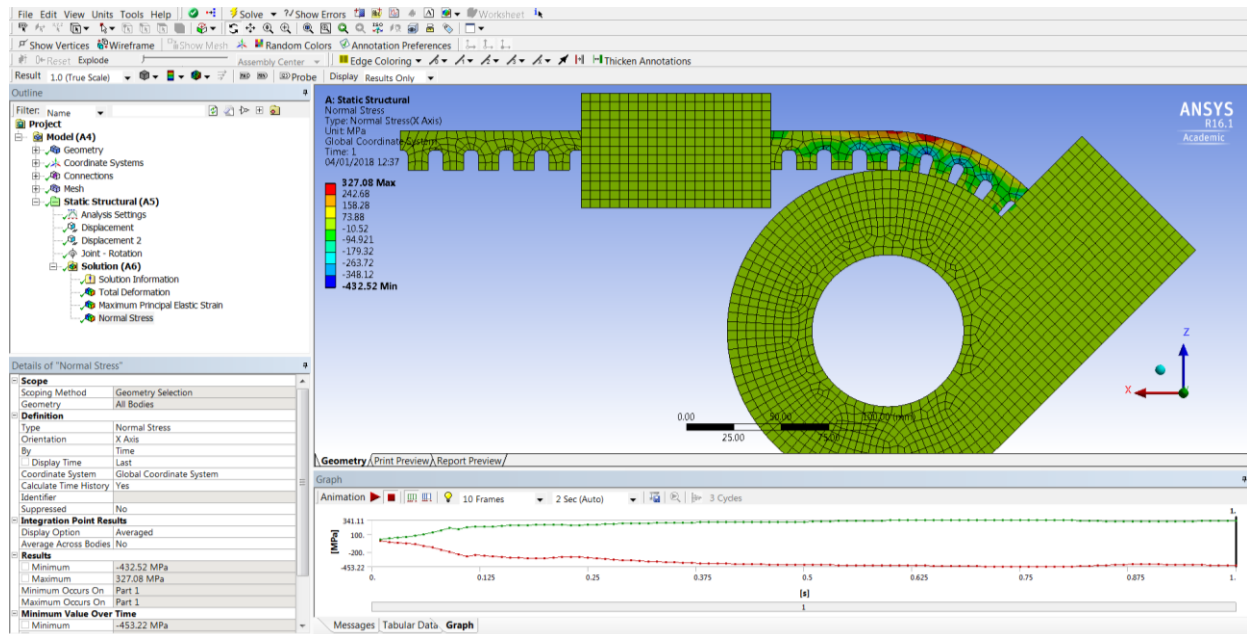 File Edit View Units Tools Help Solve ?/Show Errors Worksheet
Show Vertices Wireframe Show Mesh Random Colors Annotation Preferences
Reset Explode Assembly Center Edge Coloring Thicken Annotations
Result 1.0 (True Scale) Probe Display Results Only
Outline
Filter: Name
Project
Model (A4)
Geometry
Coordinate Systems
Connections
Mesh
Static Structural (A5)
Analysis Settings
Displacement
Displacement 2
Joint - Rotation
Solution (A6)
Solution Information
Total Deformation
Maximum Principal Elastic Strain
Normal Stress
Details of "Normal Stress"
Scope
Scoping Method Geometry Selection
Geometry All Bodies
Definition
Type Normal Stress
Orientation X Axis
By Time
Display Time Last
Coordinate System Global Coordinate System
Calculate Time History Yes
Identifier
Suppressed No
Integration Point Results
Display Option Averaged
Average Across Bodies No
Results
Minimum -432.52 MPa
Maximum 327.08 MPa
Minimum Occurs On Part 1
Maximum Occurs On Part 1
Minimum Value Over Time
Minimum -453.22 MPa
A: Static Structural
Normal Stress
Type: Normal Stress(X Axis)
Unit: MPa
Global Coordinate System
Time: 1
04/01/2018 12:37
327.08 Max
242.68
158.28
73.88
-10.52
-94.921
-179.32
-263.72
-348.12
-432.52 Min
ANSYS
R16.1
Academic
Z
X
0.00 50.00 100.00 (mm)
25.00 75.00
Geometry Print Preview Report Preview
Graph
Animation 10 Frames 2 Sec (Auto) 3 Cycles
1.
341.11
100.
-200.
-453.22
[MPa]
0. 0.125 0.25 0.375 0.5 0.625 0.75 0.875 1.
[s]
1
Messages Tabular Data Graph